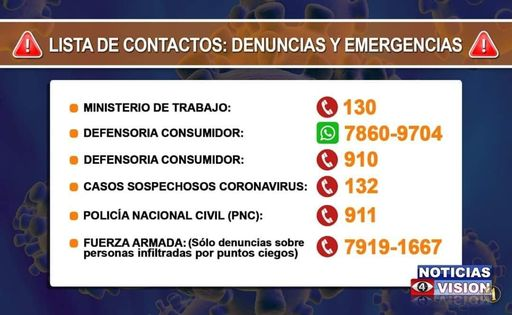 LISTA DE CONTACTOS: DENUNCIAS Y EMERGENCIAS
MINISTERIO DE TRABAJO: 130
DEFENSORIA CONSUMIDOR: 7860-9704
DEFENSORIA CONSUMIDOR: 910
CASOS SOSPECHOSOS CORONAVIRUS: 132
POLICÍA NACIONAL CIVIL (PNC): 911
FUERZA ARMADA: (Sólo denuncias sobre
personas infiltradas por puntos ciegos) 7919-1667
NOTICIAS
4 VISION